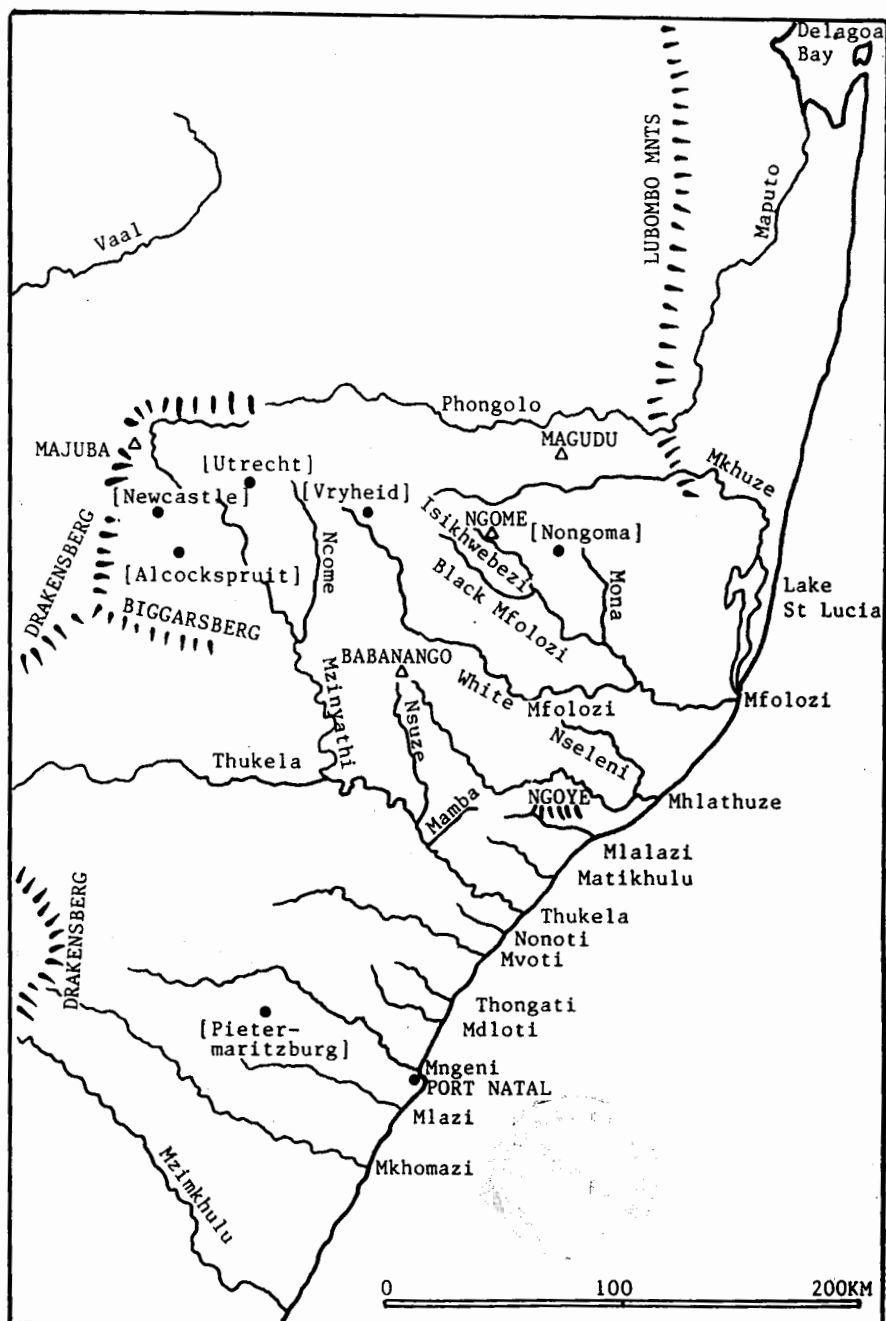 Delagoa
Bay
LUBOMBO MNTS
Maputo
Vaal
Phongolo
MAJUBA
MAGUDU
Mkhuze
[Utrecht]
[Newcastle]
[Vryheid]
NGOME
Isikhwebezi
[Nongoma]
DRAKENSBERG
[Alcockspruit]
Ncome
Black Mfolozi
Mona
Lake
St Lucia
BIGGARSBERG
BABANANGO
Mzinyathi
White Mfolozi
Mfolozi
Nsuze
Nseleni
Thukela
Mamba
NGOYE
Mhlathuze
Mlalazi
Matikhulu
DRAKENSBERG
Thukela
Nonoti
Mvoti
Thongati
Mdloti
[Pieter-
maritzburg]
Mngeni
PORT NATAL
Mlazi
Mkhomazi
Mzimkhulu
0 100 200KM